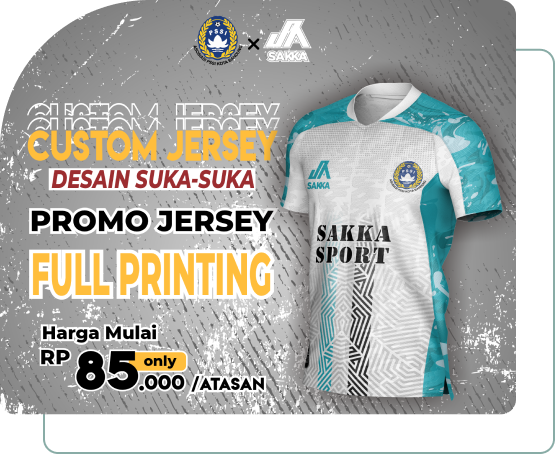 PSSI
×
SAKKA
CUSTOM JERSEY
CUSTOM JERSEY
DESAIN SUKA-SUKA
PROMO JERSEY
FULL PRINTING
Harga Mulai
RP 85.000 only /ATASAN
SAKKA
SAKKA
SPORT